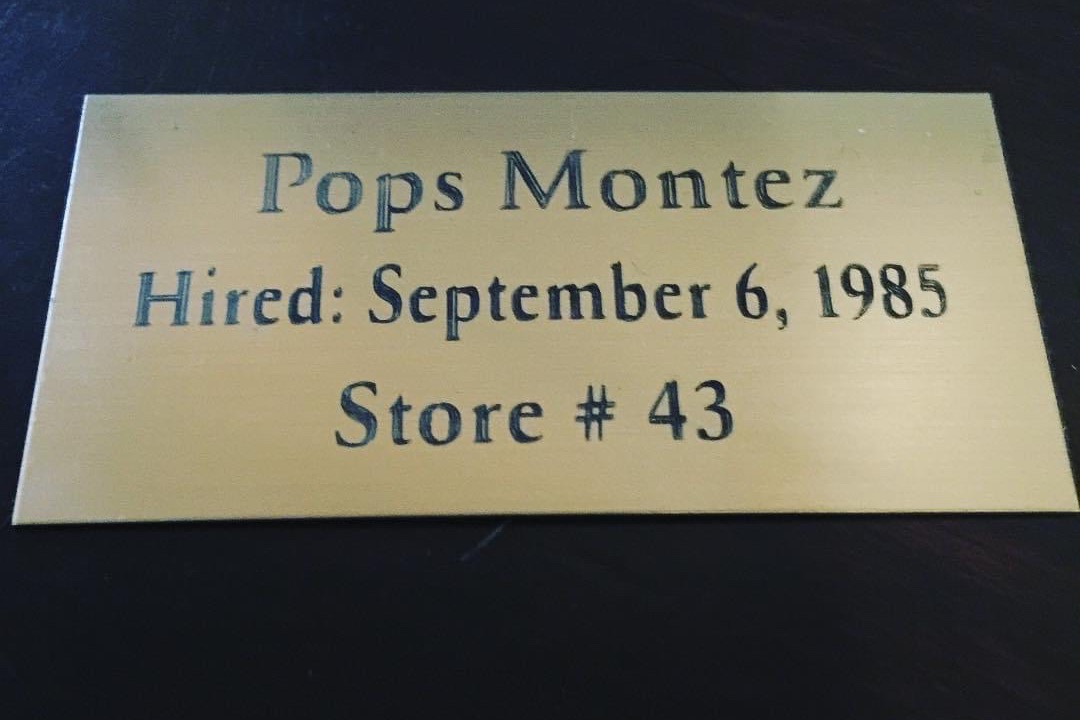 Pops Montez
Hired: September 6, 1985
Store # 43